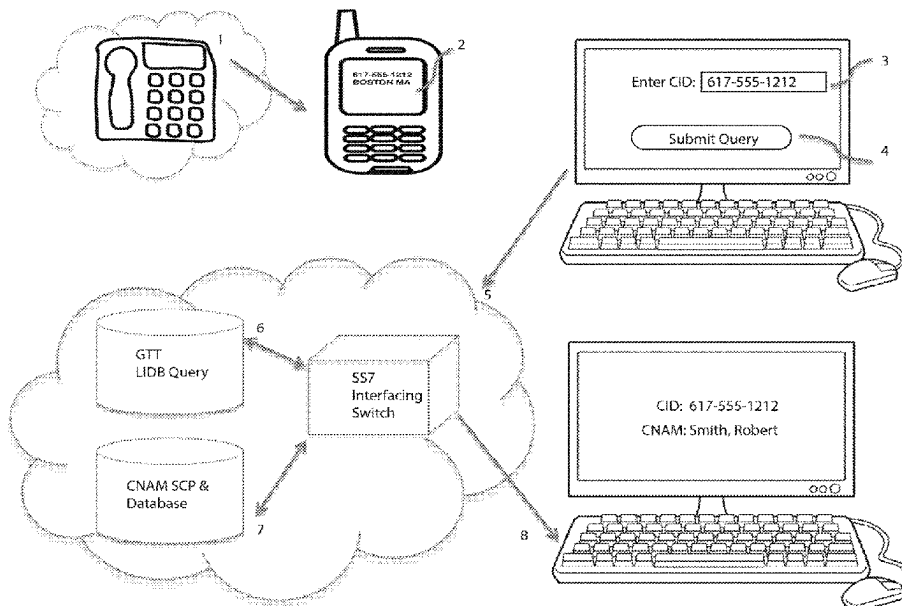 1
617-555-1212
BOSTON MA
2
Enter CID: 617-555-1212
3
Submit Query
4
5
6
GTT
LIDB Query
SS7
Interfacing
Switch
CNAM SCP &
Database
7
8
CID: 617-555-1212
CNAM: Smith, Robert